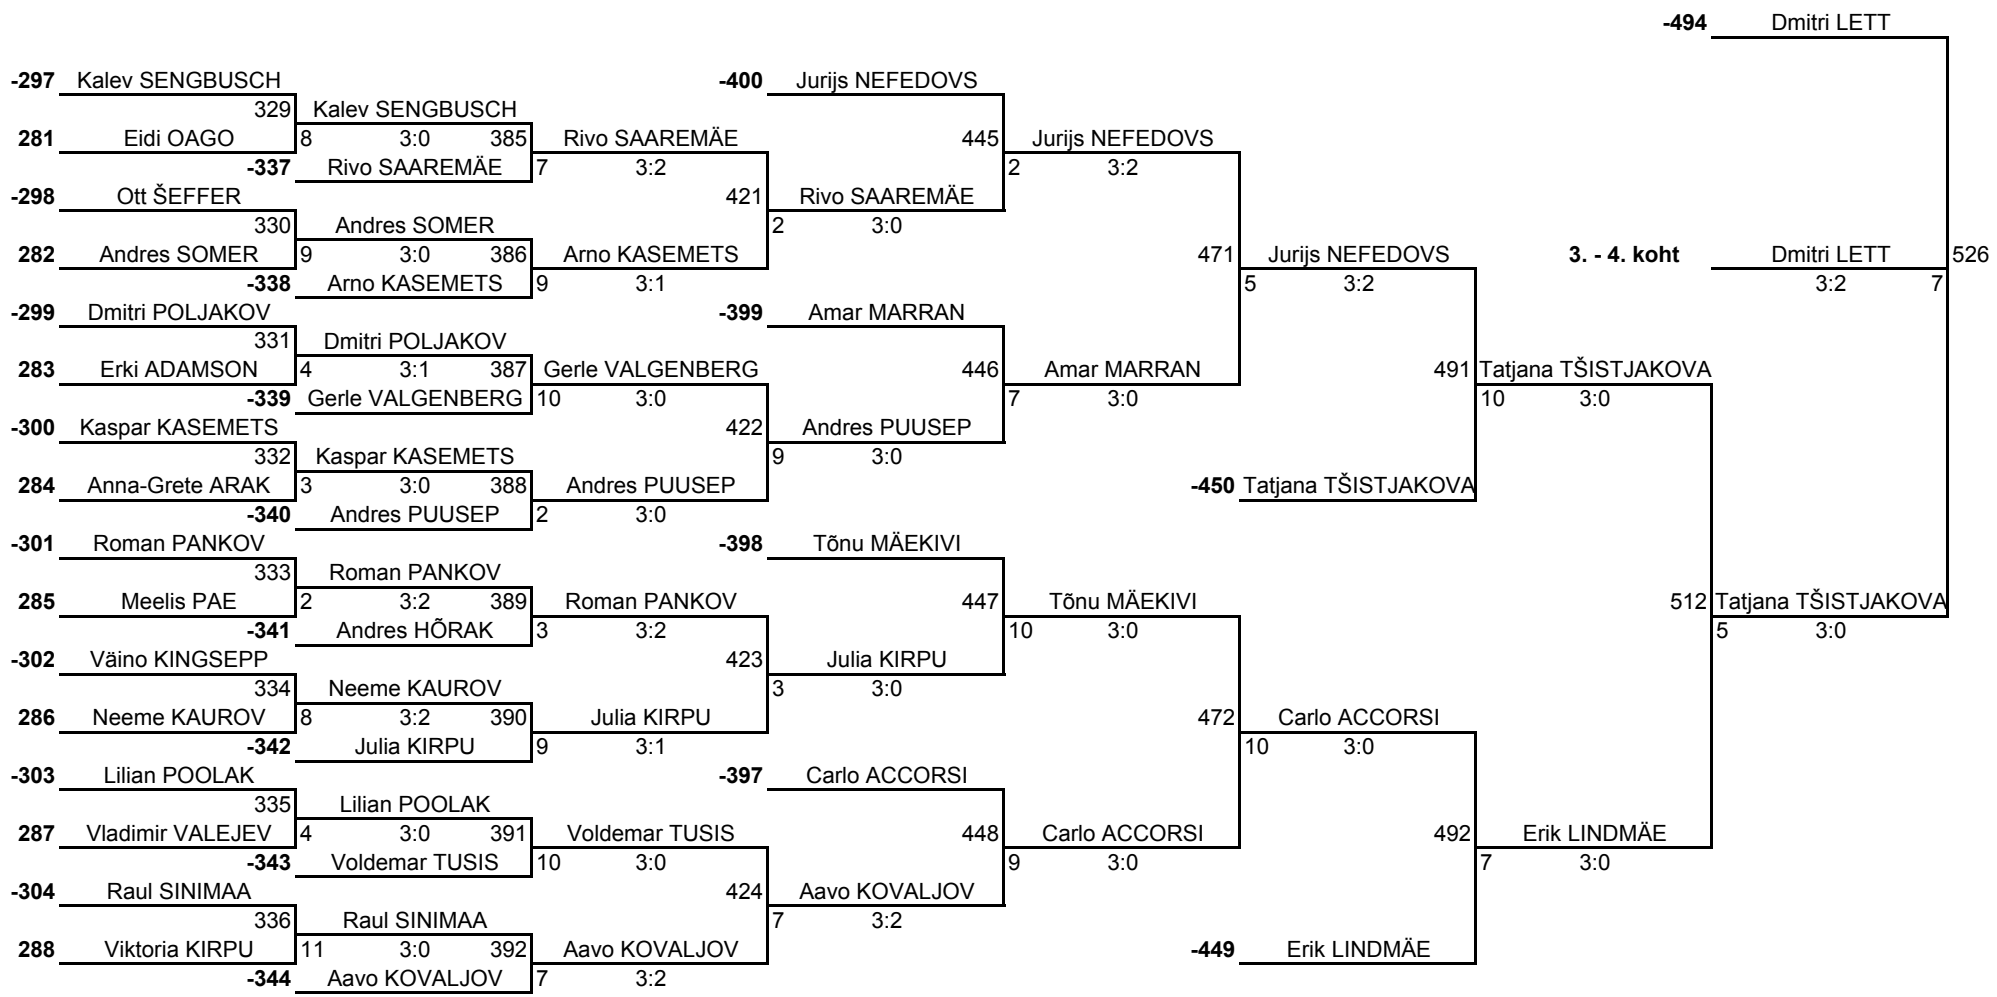 -494 Dmitri LETT
-297 Kalev SENGBUSCH -400 Jurijs NEFEDOVS
329 Kalev SENGBUSCH
281 Eidi OAGO 8 3:0 385 Rivo SAAREMÄE 445 Jurijs NEFEDOVS
-337 Rivo SAAREMÄE 7 3:2 2 3:2
-298 Ott ŠEFFER 421 Rivo SAAREMÄE
330 Andres SOMER 2 3:0
282 Andres SOMER 9 3:0 386 Arno KASEMETS 471 Jurijs NEFEDOVS 3. - 4. koht Dmitri LETT 526
-338 Arno KASEMETS 9 3:1 5 3:2 3:2 7
-299 Dmitri POLJAKOV -399 Amar MARRAN
331 Dmitri POLJAKOV
283 Erki ADAMSON 4 3:1 387 Gerle VALGENBERG 446 Amar MARRAN 491 Tatjana TŠISTJAKOVA
-339 Gerle VALGENBERG 10 3:0 7 3:0 10 3:0
-300 Kaspar KASEMETS 422 Andres PUUSEP
332 Kaspar KASEMETS 9 3:0
284 Anna-Grete ARAK 3 3:0 388 Andres PUUSEP -450 Tatjana TŠISTJAKOVA
-340 Andres PUUSEP 2 3:0
-301 Roman PANKOV -398 Tõnu MÄEKIVI
333 Roman PANKOV
285 Meelis PAE 2 3:2 389 Roman PANKOV 447 Tõnu MÄEKIVI 512 Tatjana TŠISTJAKOVA
-341 Andres HÕRAK 3 3:2 10 3:0 5 3:0
-302 Väino KINGSEPP 423 Julia KIRPU
334 Neeme KAUROV 3 3:0
286 Neeme KAUROV 8 3:2 390 Julia KIRPU 472 Carlo ACCORSI
-342 Julia KIRPU 9 3:1 10 3:0
-303 Lilian POOLAK -397 Carlo ACCORSI
335 Lilian POOLAK
287 Vladimir VALEJEV 4 3:0 391 Voldemar TUSIS 448 Carlo ACCORSI 492 Erik LINDMÄE
-343 Voldemar TUSIS 10 3:0 9 3:0 7 3:0
-304 Raul SINIMAA 424 Aavo KOVALJOV
336 Raul SINIMAA 7 3:2
288 Viktoria KIRPU 11 3:0 392 Aavo KOVALJOV -449 Erik LINDMÄE
-344 Aavo KOVALJOV 7 3:2